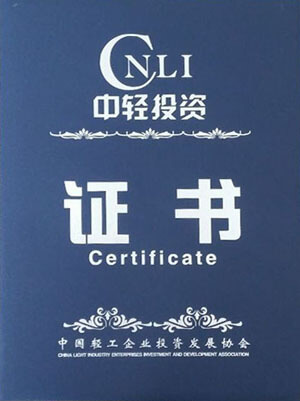 CNLI
中轻投资
证书
Certificate
中国轻工企业投资发展协会
CHINA LIGHT INDUSTRY ENTERPRISES INVESTMENT AND DEVELOPMENT ASSOCIATION